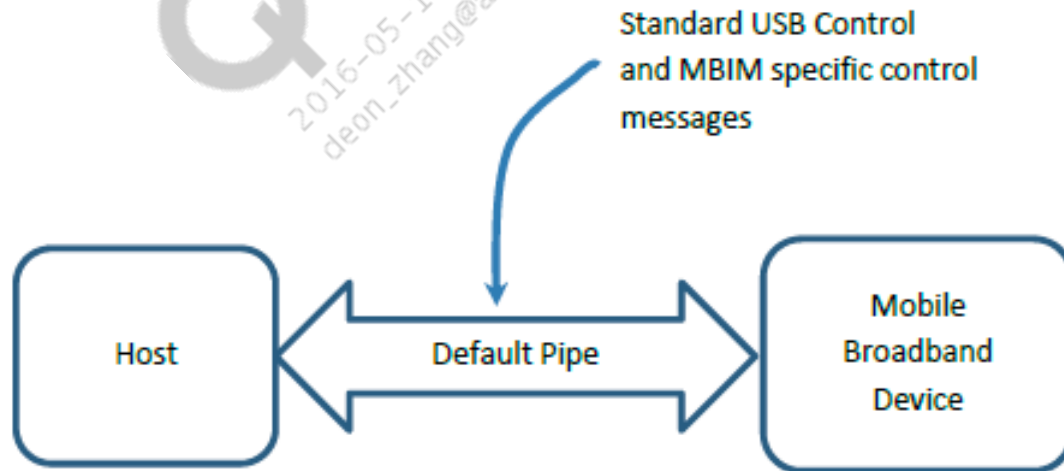 Standard USB Control
and MBIM specific control
messages
2016-05-1
deon_zhang@a
Host
Default Pipe
Mobile
Broadband
Device